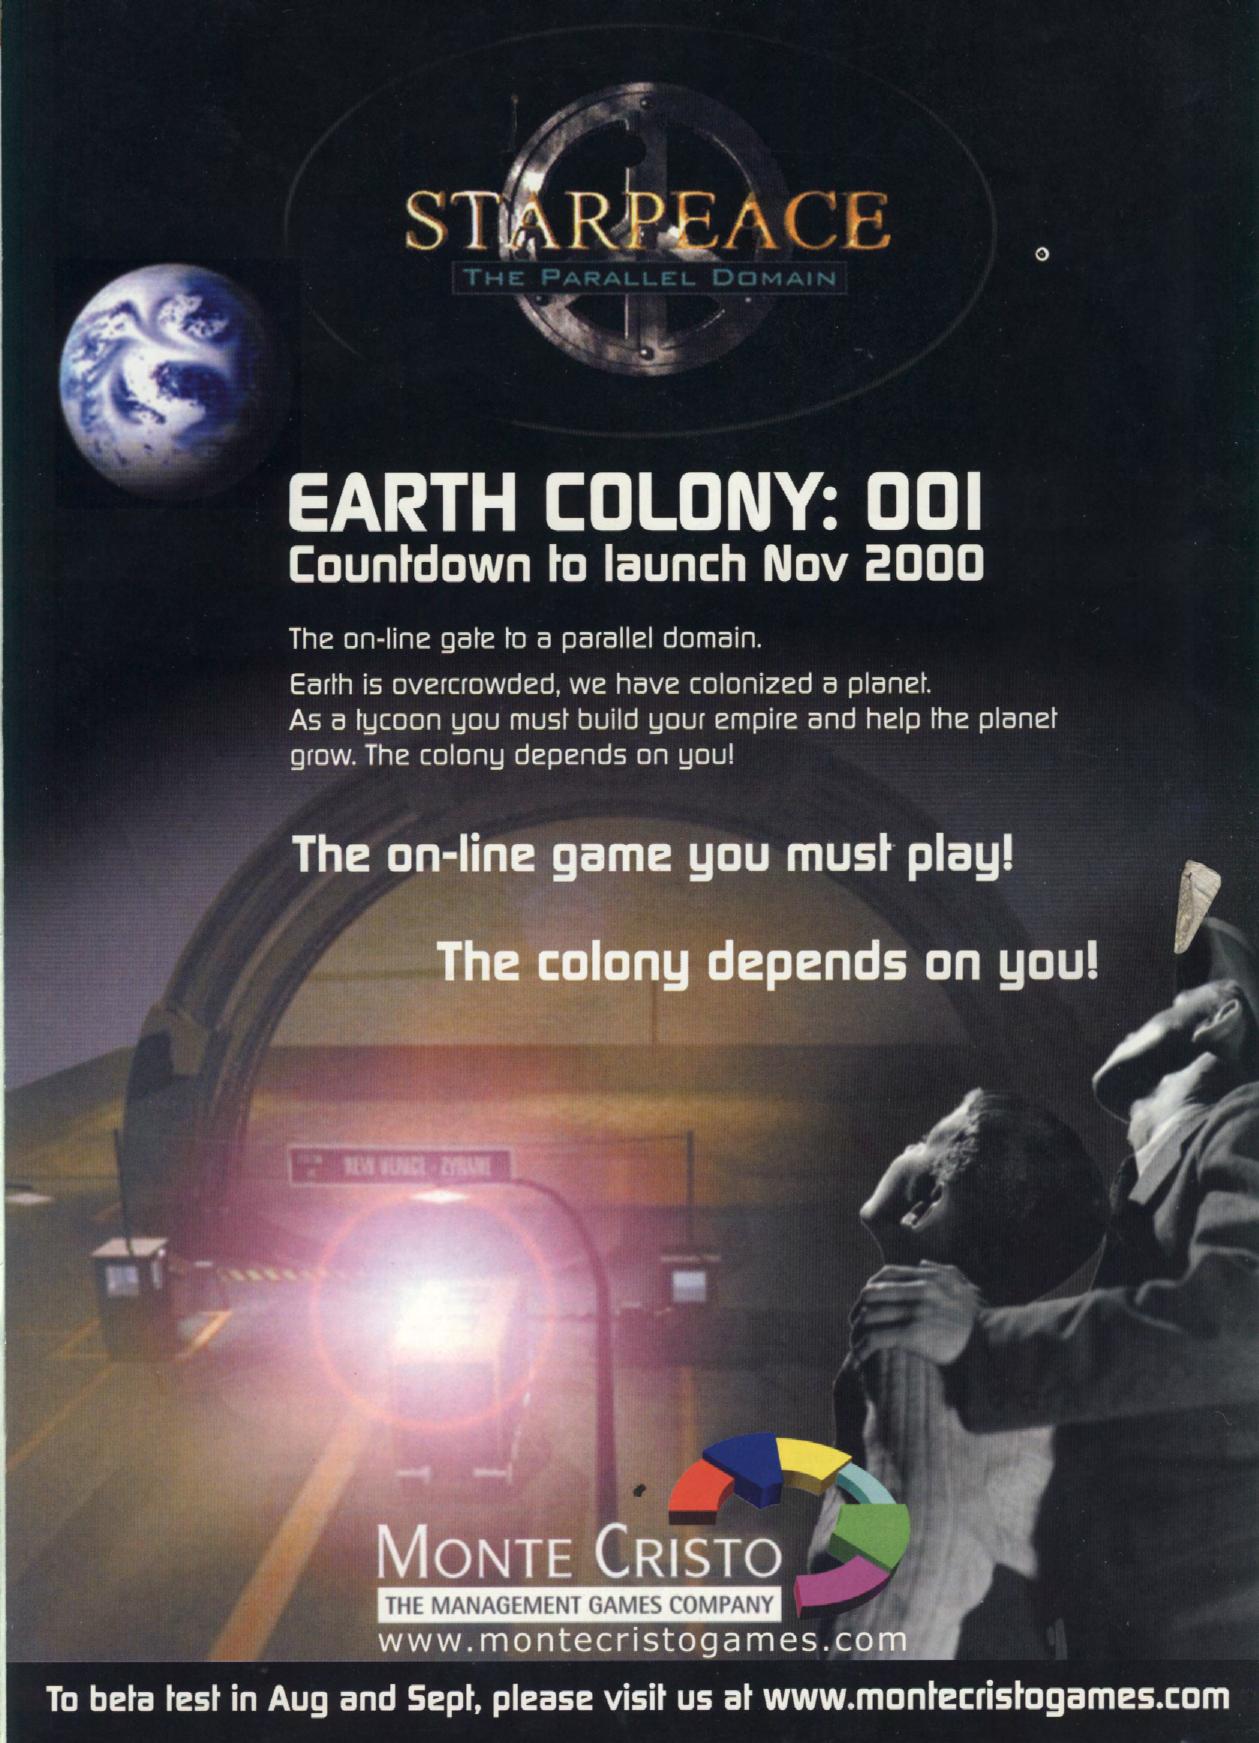 STARPEACE
THE PARALLEL DOMAIN
EARTH COLONY: 001
Countdown to launch Nov 2000
The on-line gate to a parallel domain.
Earth is overcrowded, we have colonized a planet.
As a tycoon you must build your empire and help the planet
grow. The colony depends on you!
The on-line game you must play!
The colony depends on you!
NEW VENICE - ZYRANE
MONTE CRISTO
THE MANAGEMENT GAMES COMPANY
www.montecristogames.com
To beta test in Aug and Sept, please visit us at www.montecristogames.com